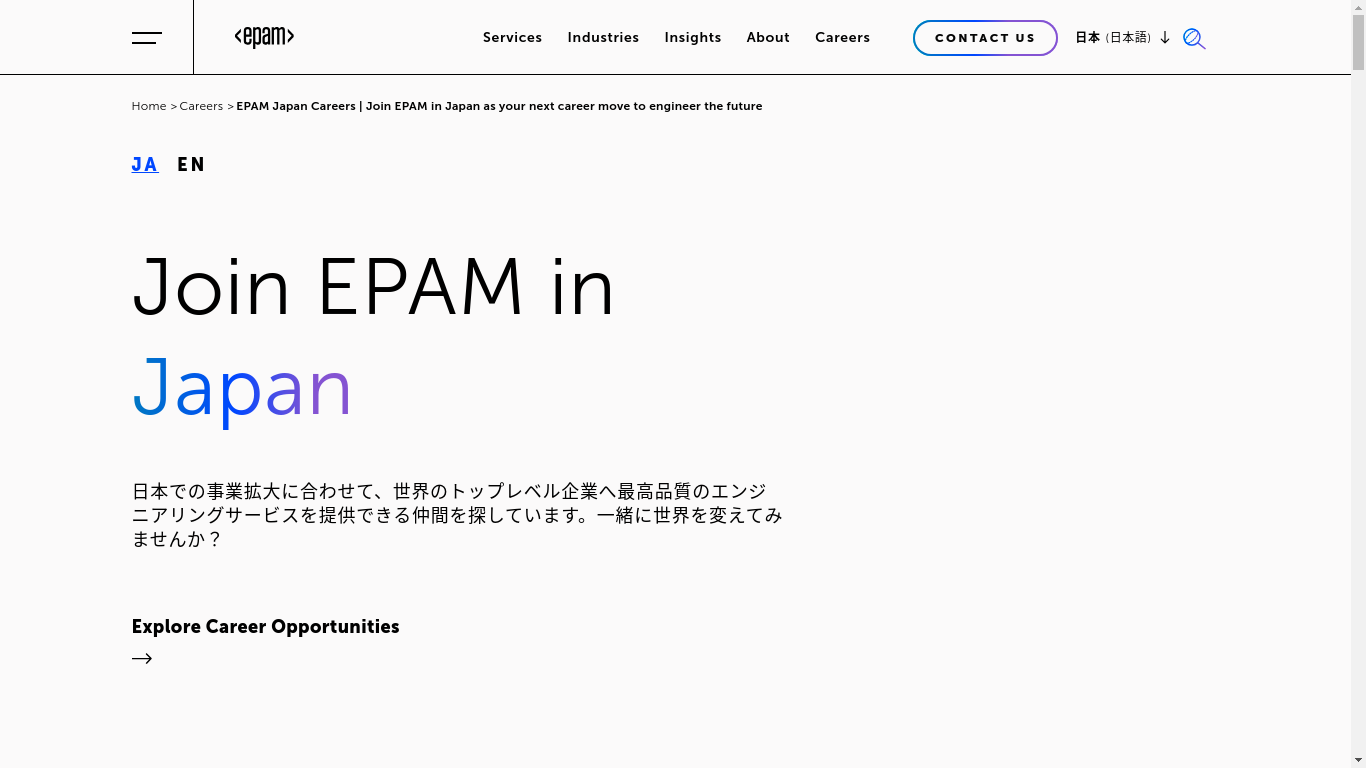 <epam>
Services Industries Insights About Careers CONTACT US 日本 (日本語)
Home > Careers > EPAM Japan Careers | Join EPAM in Japan as your next career move to engineer the future
JA EN
Join EPAM in
Japan
日本での事業拡大に合わせて、世界のトップレベル企業へ最高品質のエンジ
ニアリングサービスを提供できる仲間を探しています。一緒に世界を変えてみ
ませんか？
Explore Career Opportunities